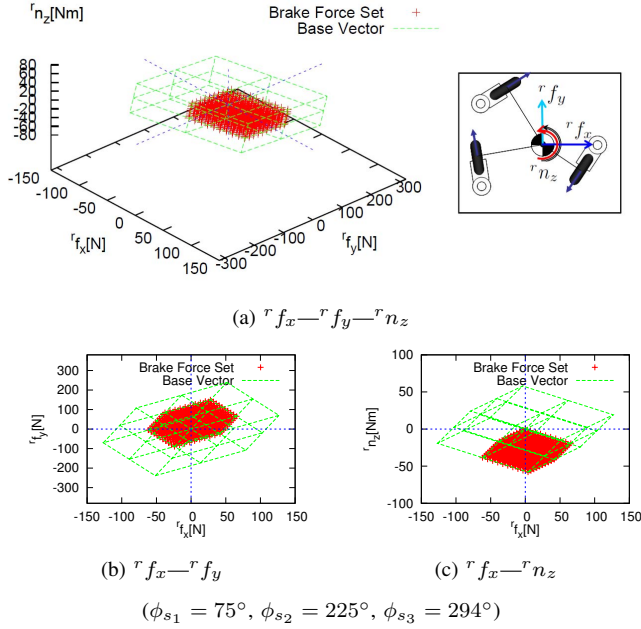 Brake Force Set
Base Vector
ʳn_z[Nm]
80
60
40
20
0
-20
-40
-60
-80
-150
-100
-50
0
50
100
150
ʳf_x[N]
-300
-200
-100
0
100
200
300
ʳf_y[N]
ʳf_y
ʳf_x
ʳn_z
(a) ʳf_x—ʳf_y—ʳn_z
Brake Force Set
Base Vector
ʳf_y[N]
300
200
100
0
-100
-200
-300
-150 -100 -50 0 50 100 150
ʳf_x[N]
(b) ʳf_x—ʳf_y
Brake Force Set
Base Vector
ʳn_z[Nm]
100
50
0
-50
-100
-150 -100 -50 0 50 100 150
ʳf_x[N]
(c) ʳf_x—ʳn_z
(ϕ_s₁ = 75°, ϕ_s₂ = 225°, ϕ_s₃ = 294°)